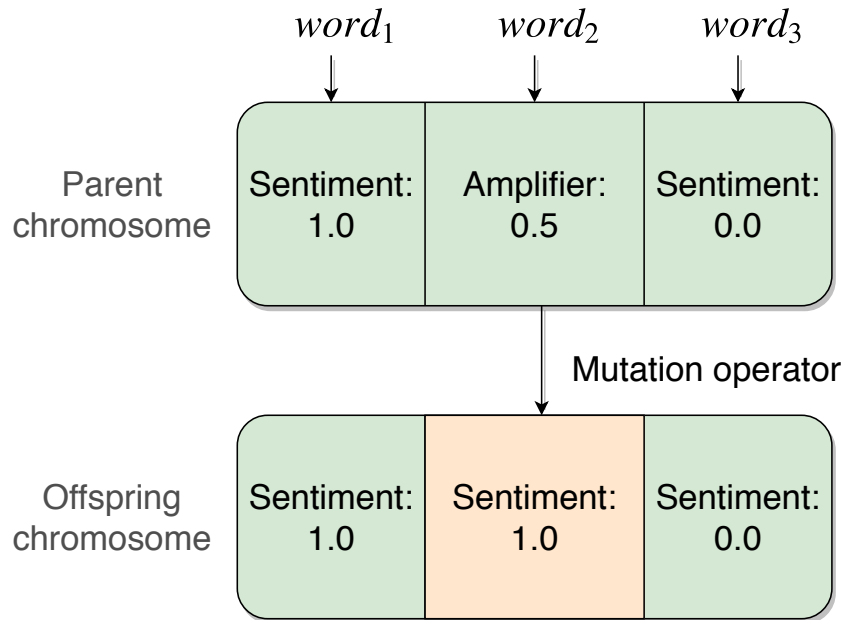 word₁ word₂ word₃
Parent
chromosome
Sentiment:
1.0
Amplifier:
0.5
Sentiment:
0.0
Mutation operator
Offspring
chromosome
Sentiment:
1.0
Sentiment:
1.0
Sentiment:
0.0